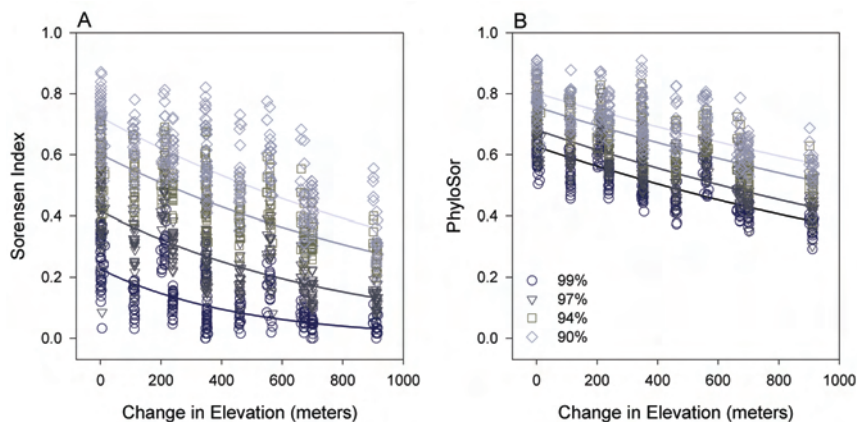 A
1.0
0.8
0.6
0.4
0.2
0.0
Sorensen Index
0 200 400 600 800 1000
Change in Elevation (meters)
B
1.0
0.8
0.6
0.4
0.2
0.0
PhyloSor
99%
97%
94%
90%
0 200 400 600 800 1000
Change in Elevation (meters)